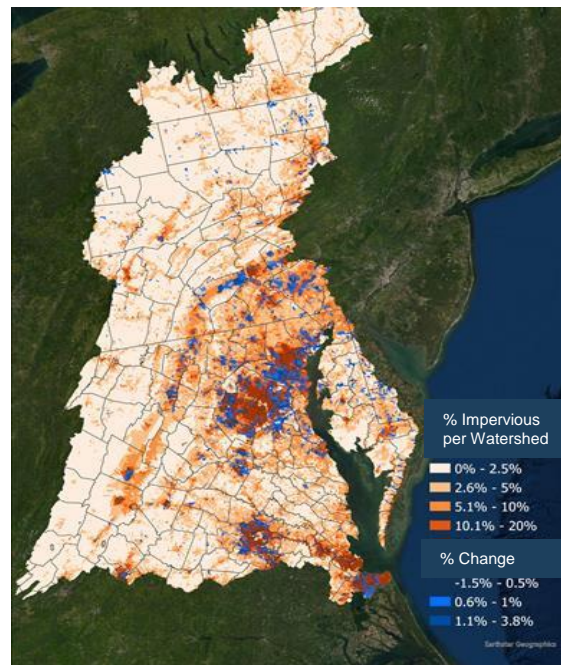 % Impervious
per Watershed
0% - 2.5%
2.6% - 5%
5.1% - 10%
10.1% - 20%
% Change
-1.5% - 0.5%
0.6% - 1%
1.1% - 3.8%
Earthstar Geographics